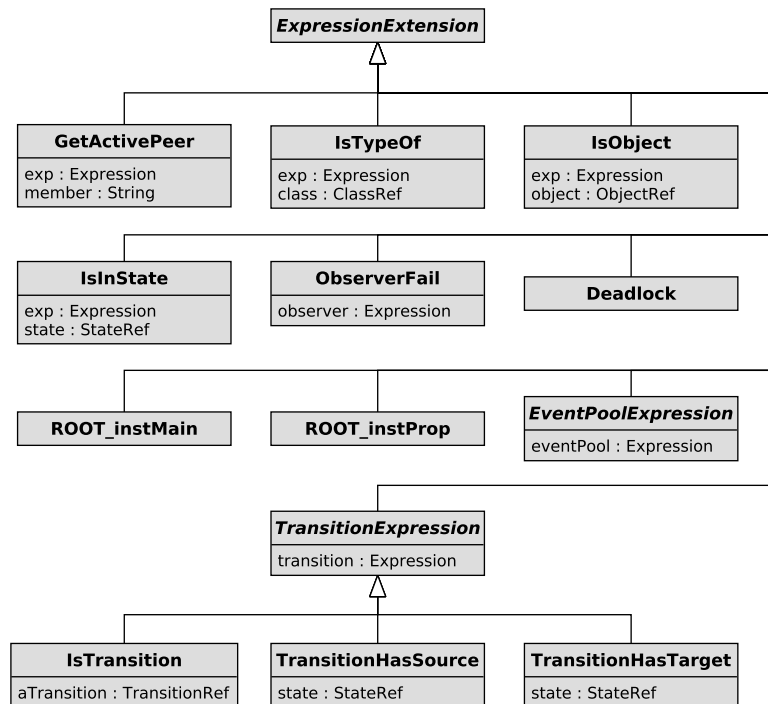 ExpressionExtension
GetActivePeer
exp : Expression
member : String
IsTypeOf
exp : Expression
class : ClassRef
IsObject
exp : Expression
object : ObjectRef
IsInState
exp : Expression
state : StateRef
ObserverFail
observer : Expression
Deadlock
ROOT_instMain
ROOT_instProp
EventPoolExpression
eventPool : Expression
TransitionExpression
transition : Expression
IsTransition
aTransition : TransitionRef
TransitionHasSource
state : StateRef
TransitionHasTarget
state : StateRef